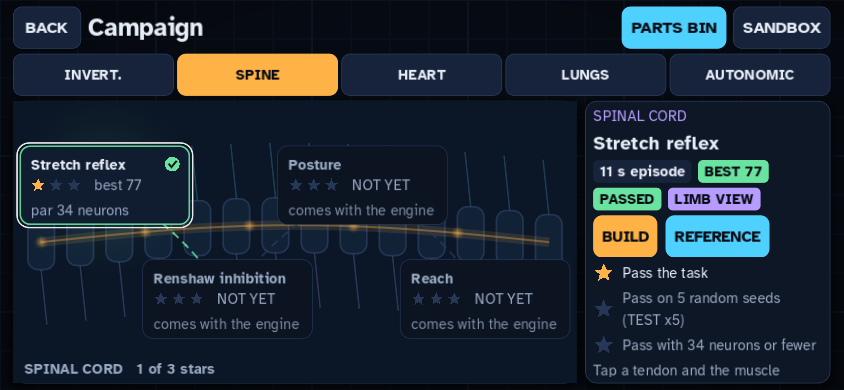 BACK
Campaign
PARTS BIN
SANDBOX
INVERT.
SPINE
HEART
LUNGS
AUTONOMIC
Stretch reflex
best 77
par 34 neurons
Posture
NOT YET
comes with the engine
Renshaw inhibition
NOT YET
comes with the engine
Reach
NOT YET
comes with the engine
SPINAL CORD 1 of 3 stars
SPINAL CORD
Stretch reflex
11 s episode
BEST 77
PASSED
LIMB VIEW
BUILD
REFERENCE
Pass the task
Pass on 5 random seeds
(TEST x5)
Pass with 34 neurons or fewer
Tap a tendon and the muscle